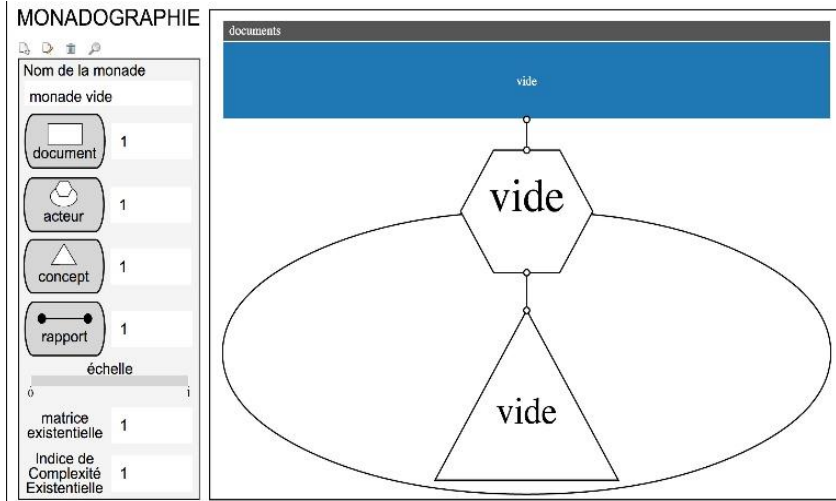 MONADOGRAPHIE
Nom de la monade
monade vide
document
1
acteur
1
concept
1
rapport
1
échelle
0
1
matrice
existentielle
1
Indice de
Complexité
Existentielle
1
documents
vide
vide
vide